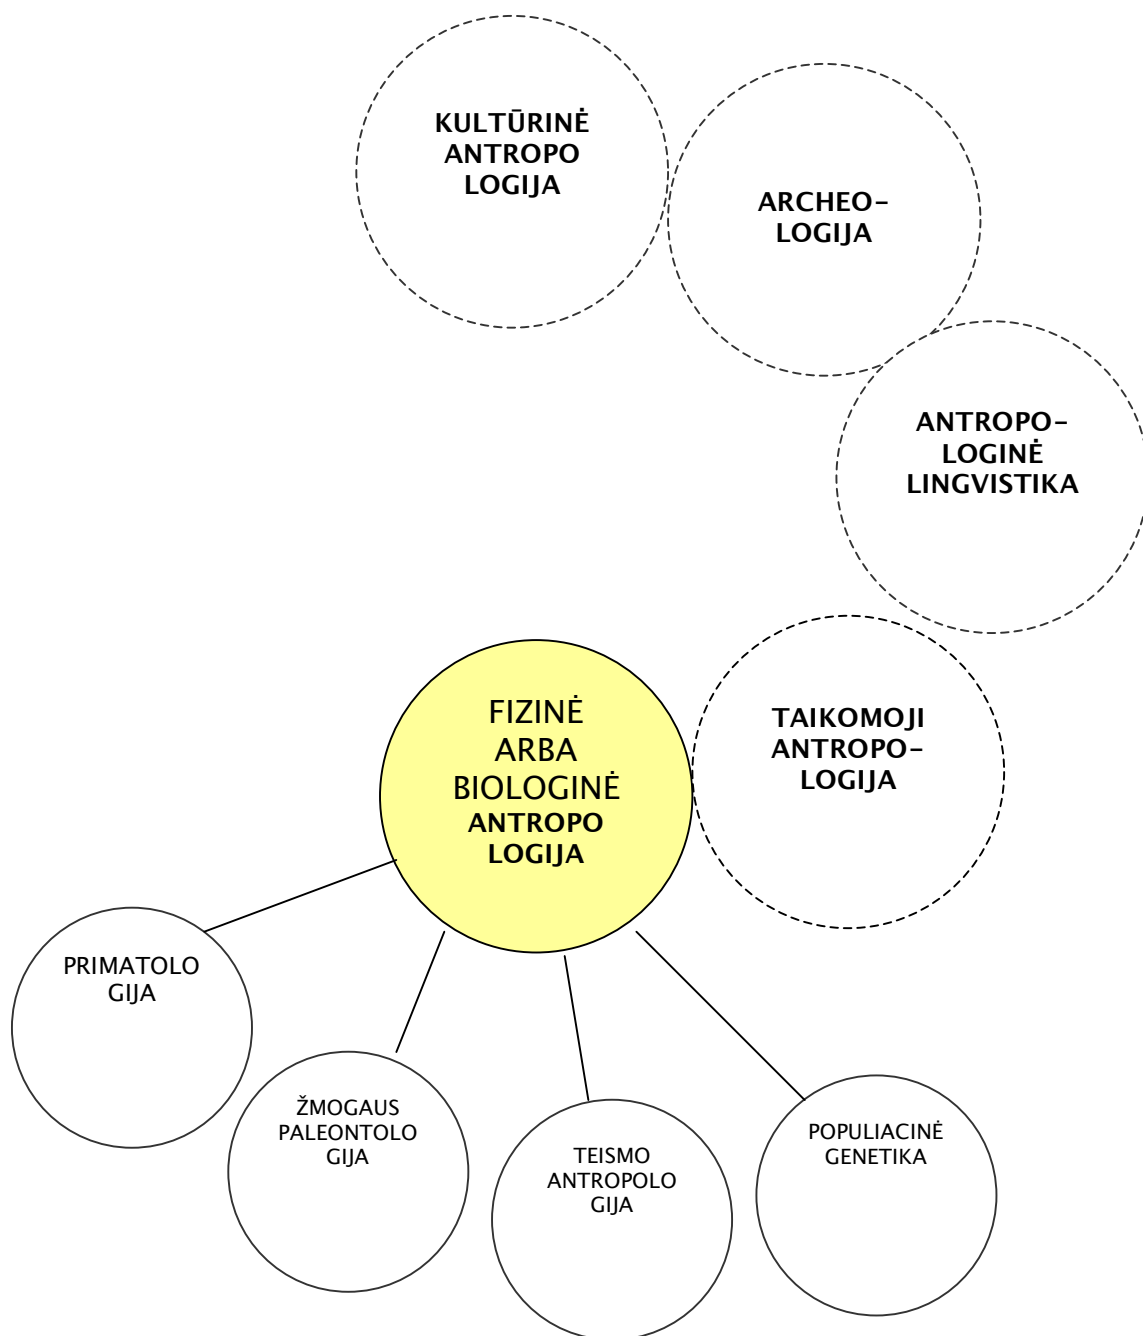 KULTŪRINĖ
ANTROPO
LOGIJA
ARCHEO–
LOGIJA
ANTROPO–
LOGINĖ
LINGVISTIKA
TAIKOMOJI
ANTROPO–
LOGIJA
FIZINĖ
ARBA
BIOLOGINĖ
ANTROPO
LOGIJA
PRIMATOLO
GIJA
ŽMOGAUS
PALEONTOLO
GIJA
TEISMO
ANTROPOLO
GIJA
POPULIACINĖ
GENETIKA